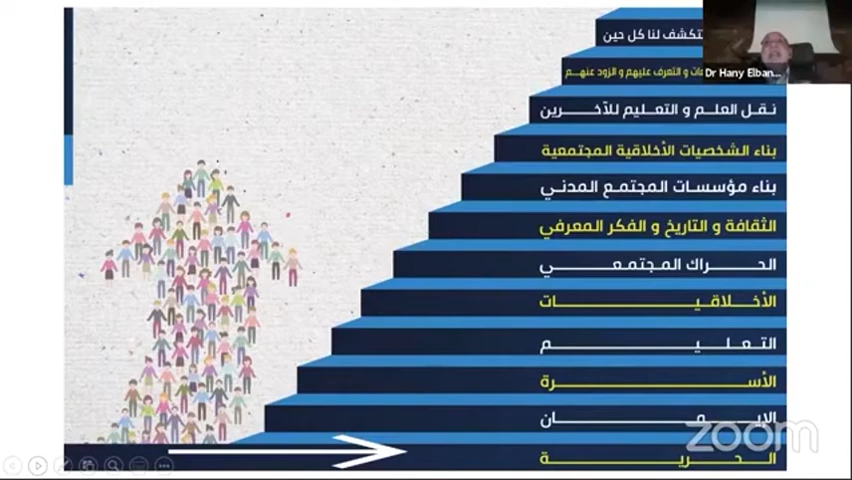 تكشف لنا كل حين
Dr Hany Elban...
و التعرف عليهم و الزود عنهم
نقل العلم و التعليم للآخرين
بناء الشخصيات الأخلاقية المجتمعية
بناء مؤسسات المجتمع المدني
الثقافة و التاريخ و الفكر المعرفي
الحراك المجتمعي
الأخلاقيات
التعليم
الأسرة
الإيمان
zoom
الحرية